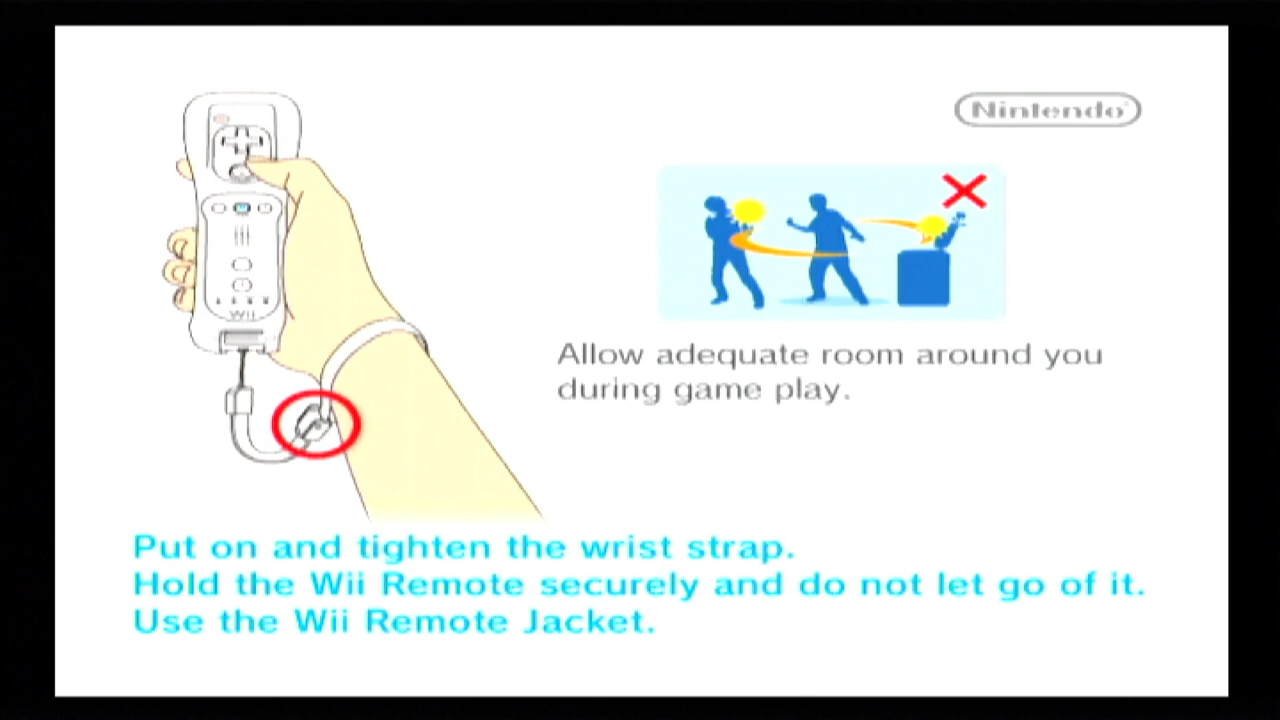 Nintendo
Wii
Allow adequate room around you
during game play.
Put on and tighten the wrist strap.
Hold the Wii Remote securely and do not let go of it.
Use the Wii Remote Jacket.